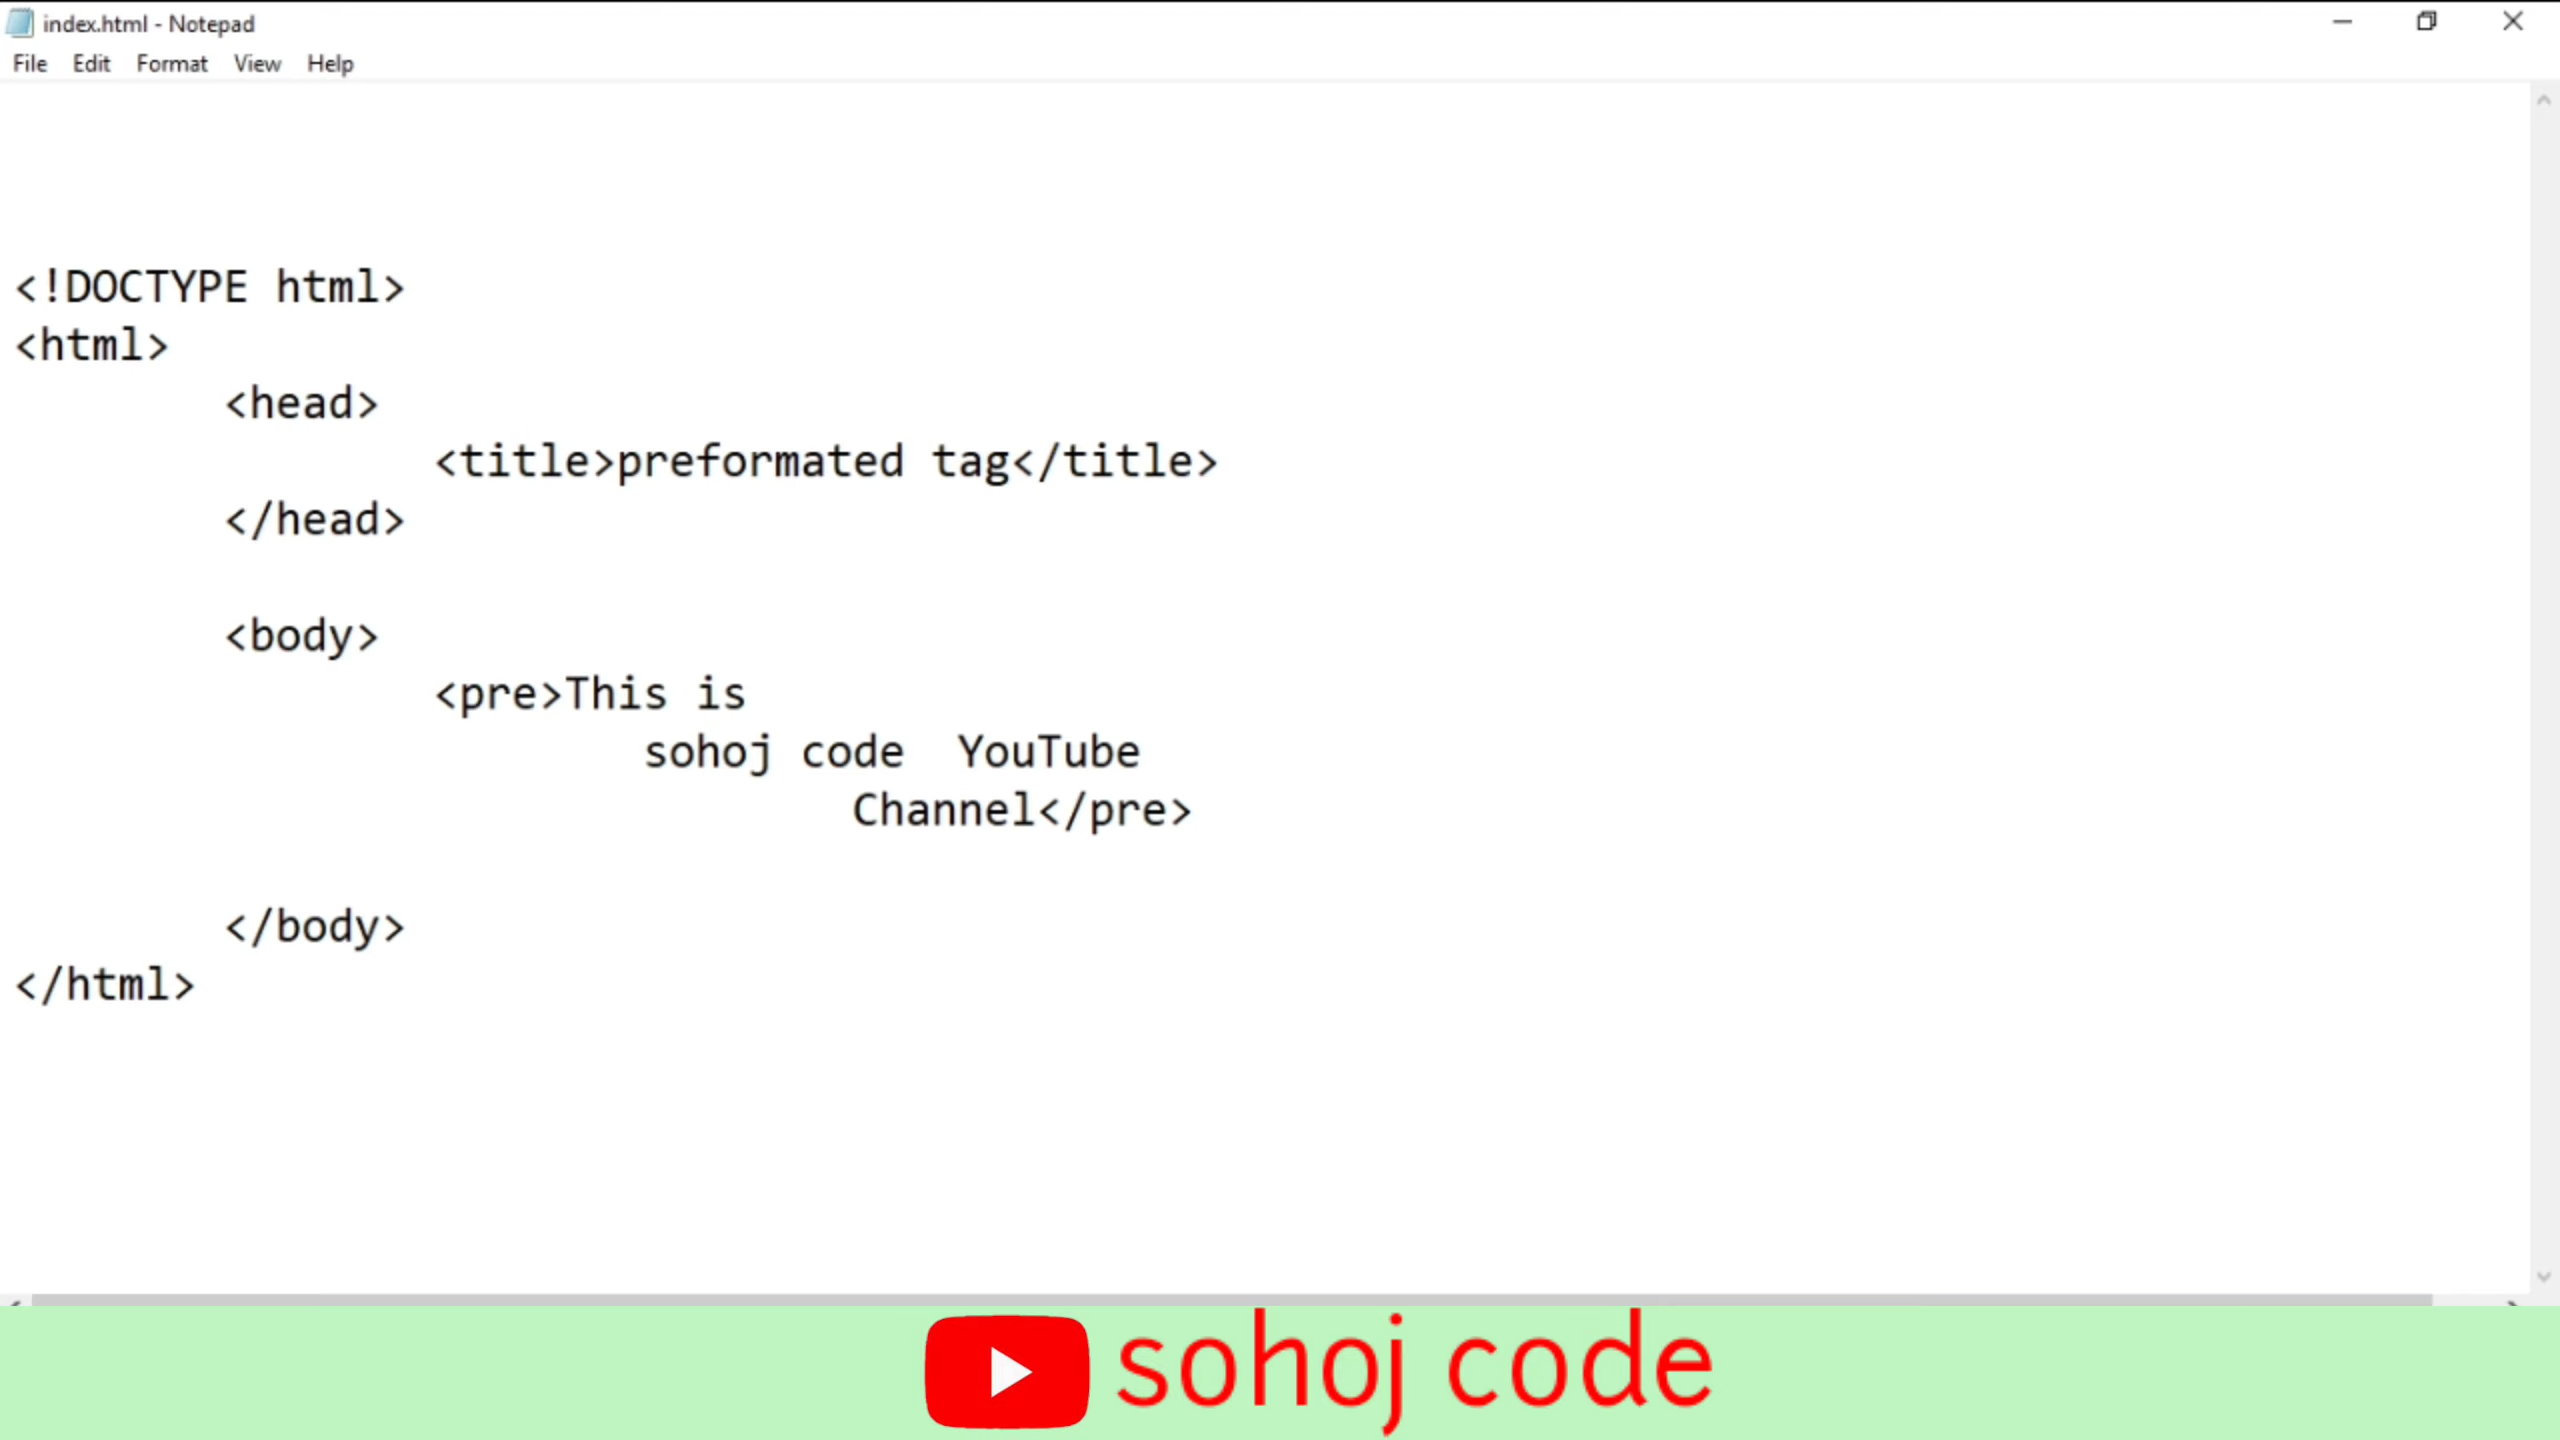 index.html - Notepad
File Edit Format View Help
<!DOCTYPE html>
<html>
<head>
<title>preformated tag</title>
</head>
<body>
<pre>This is
sohoj code  YouTube
Channel</pre>
</body>
</html>
sohoj code